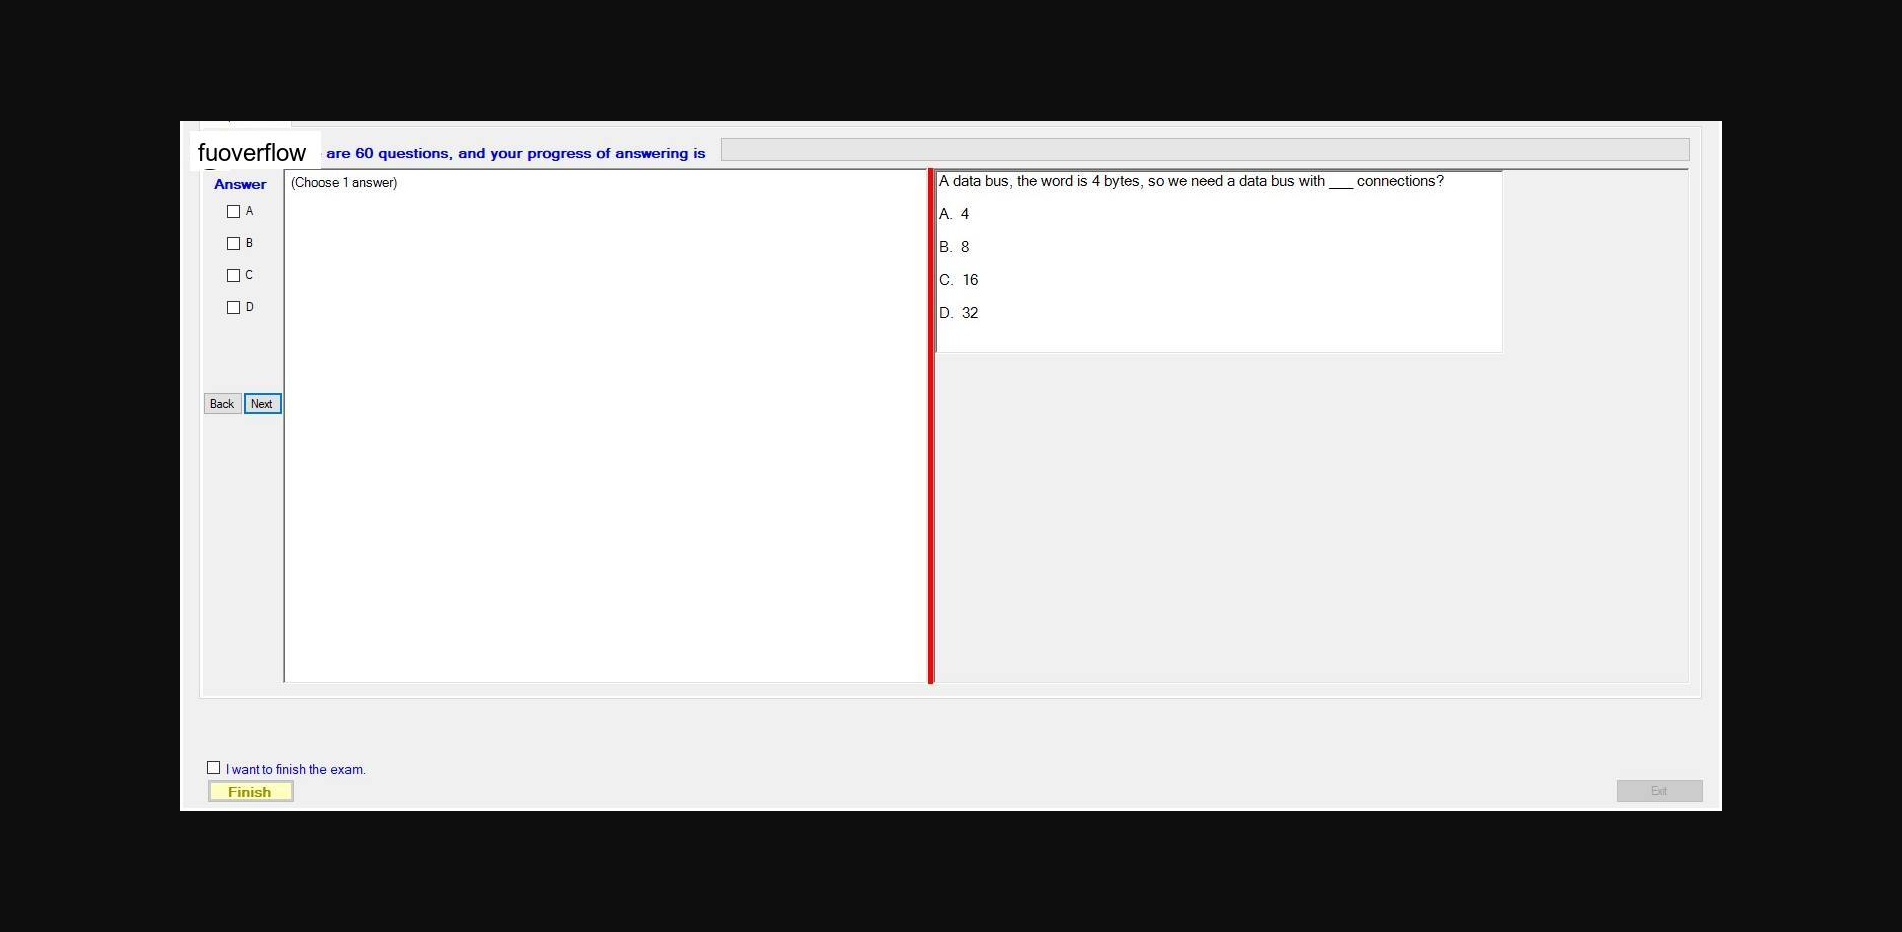 fuoverflow are 60 questions, and your progress of answering is
Answer
(Choose 1 answer)
A
B
C
D
Back Next
A data bus, the word is 4 bytes, so we need a data bus with ___ connections?
A. 4
B. 8
C. 16
D. 32
I want to finish the exam.
Finish
Exit